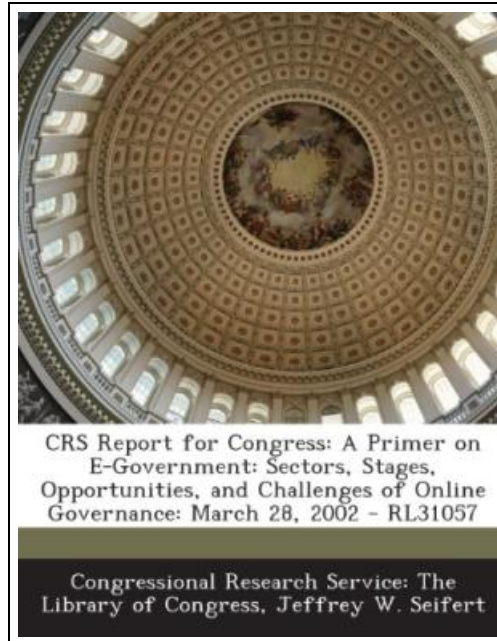 CRS Report for Congress: A Primer on
E-Government: Sectors, Stages,
Opportunities, and Challenges of Online
Governance: March 28, 2002 - RL31057
Congressional Research Service: The
Library of Congress, Jeffrey W. Seifert